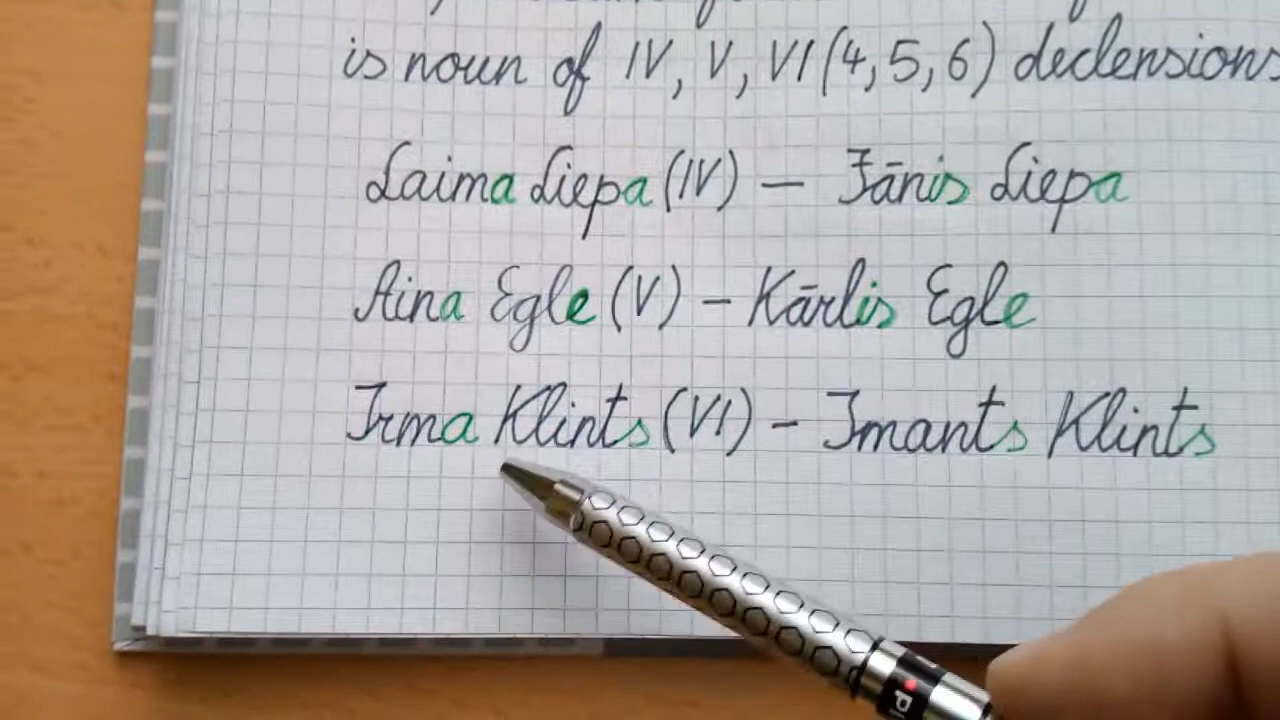 is noun of IV, V, VI (4, 5, 6) declensions
Laima Liepa (IV) – Jānis Liepa
Aina Egle (V) – Kārlis Egle
Irma Klints (VI) – Imants Klints